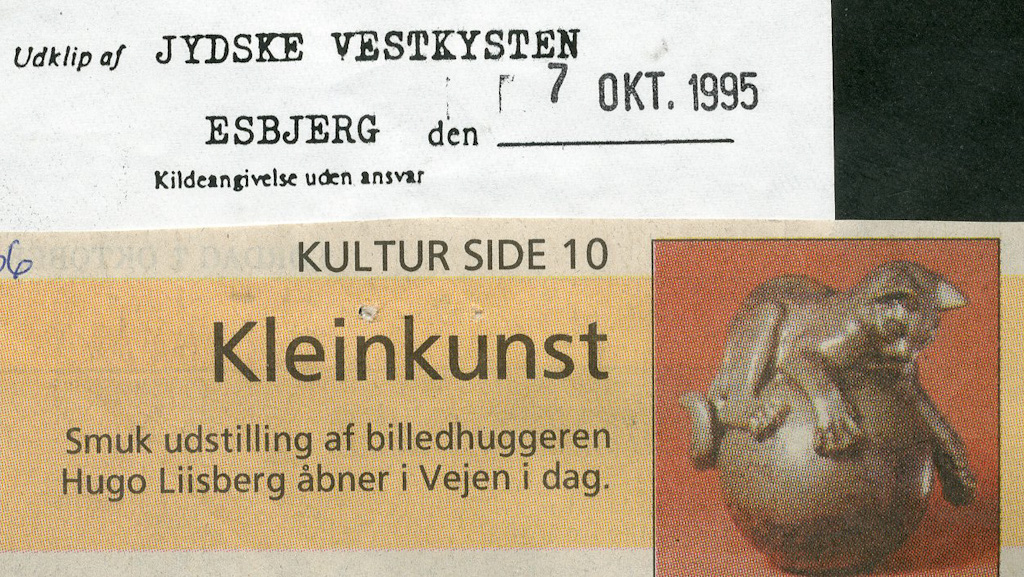 Udklip af JYDSKE VESTKYSTEN
7 OKT. 1995
ESBJERG den
Kildeangivelse uden ansvar
KULTUR SIDE 10
Kleinkunst
Smuk udstilling af billedhuggeren
Hugo Liisberg åbner i Vejen i dag.